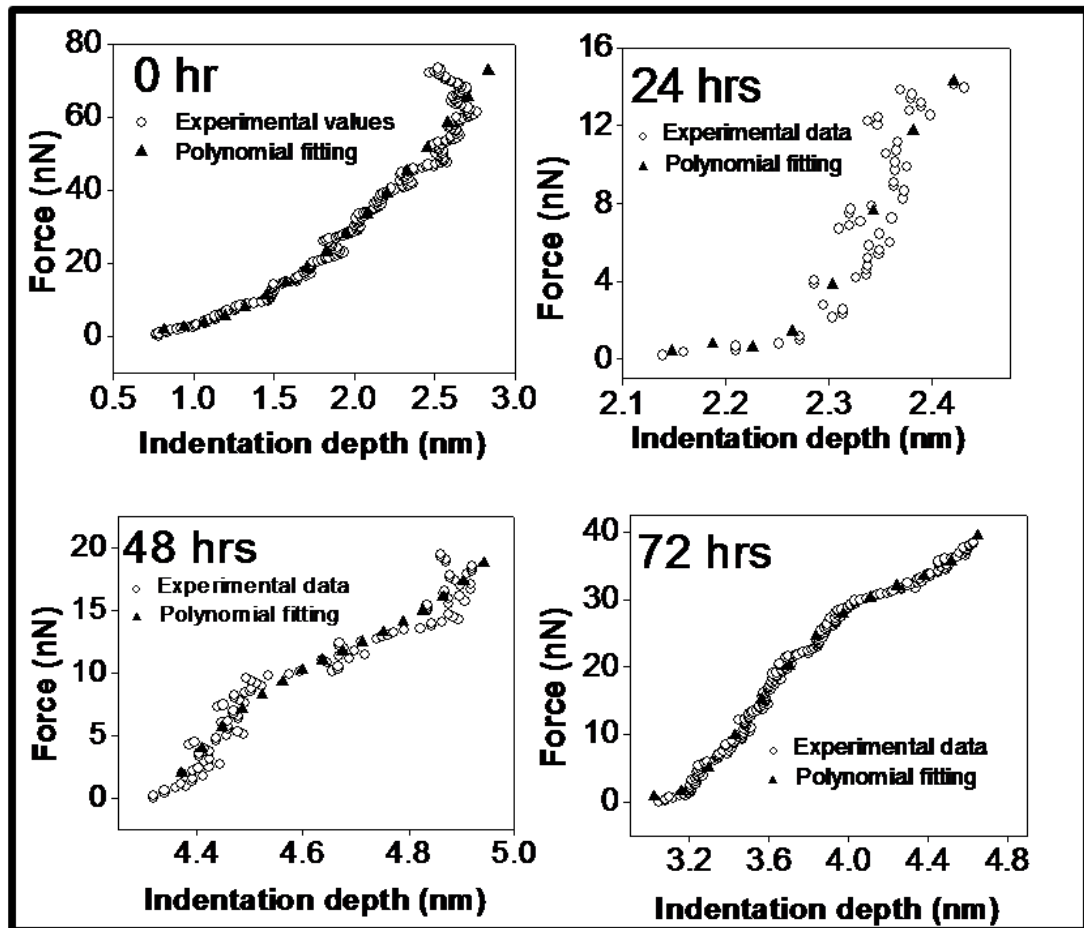 0 hr
Experimental values
Polynomial fitting
Force (nN)
80
60
40
20
0
0.5 1.0 1.5 2.0 2.5 3.0
Indentation depth (nm)
24 hrs
Experimental data
Polynomial fitting
Force (nN)
16
12
8
4
0
2.1 2.2 2.3 2.4
Indentation depth (nm)
48 hrs
Experimental data
Polynomial fitting
Force (nN)
20
15
10
5
0
4.4 4.6 4.8 5.0
Indentation depth (nm)
72 hrs
Experimental data
Polynomial fitting
Force (nN)
40
30
20
10
0
3.2 3.6 4.0 4.4 4.8
Indentation depth (nm)